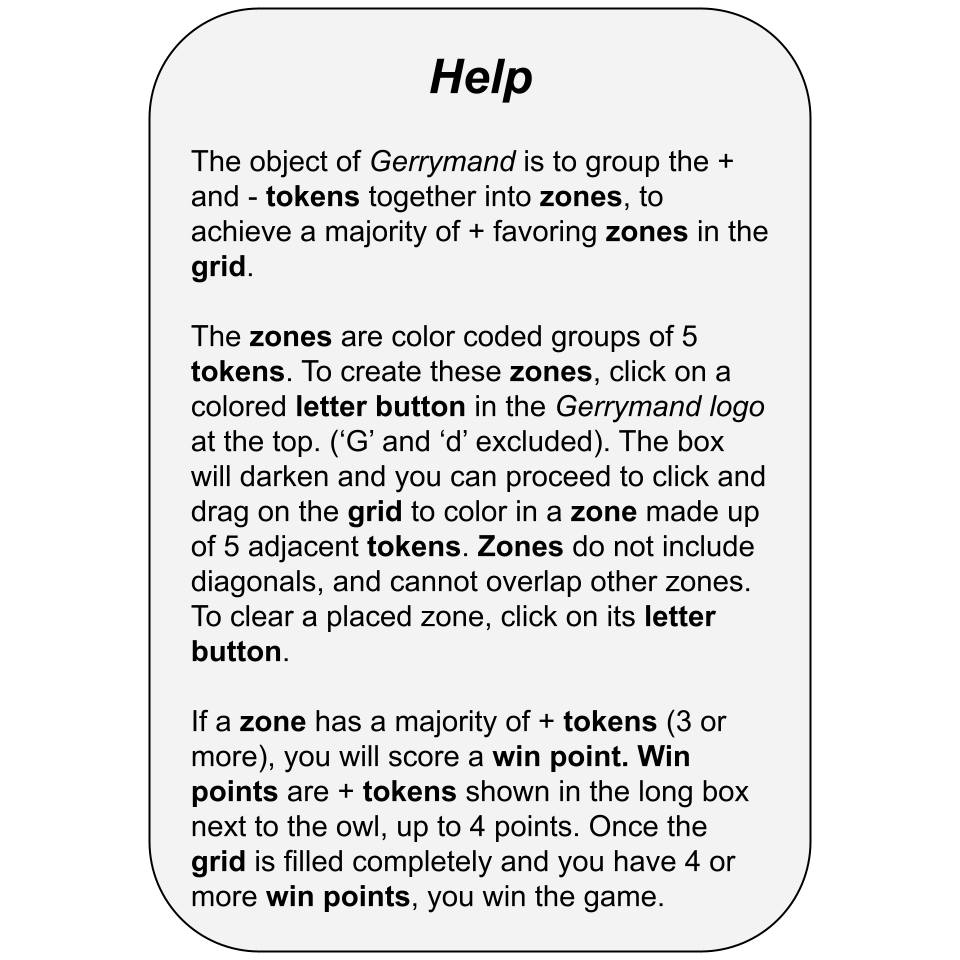 Help
The object of Gerrymand is to group the +
and - tokens together into zones, to
achieve a majority of + favoring zones in the
grid.
The zones are color coded groups of 5
tokens. To create these zones, click on a
colored letter button in the Gerrymand logo
at the top. (‘G’ and ‘d’ excluded). The box
will darken and you can proceed to click and
drag on the grid to color in a zone made up
of 5 adjacent tokens. Zones do not include
diagonals, and cannot overlap other zones.
To clear a placed zone, click on its letter
button.
If a zone has a majority of + tokens (3 or
more), you will score a win point. Win
points are + tokens shown in the long box
next to the owl, up to 4 points. Once the
grid is filled completely and you have 4 or
more win points, you win the game.